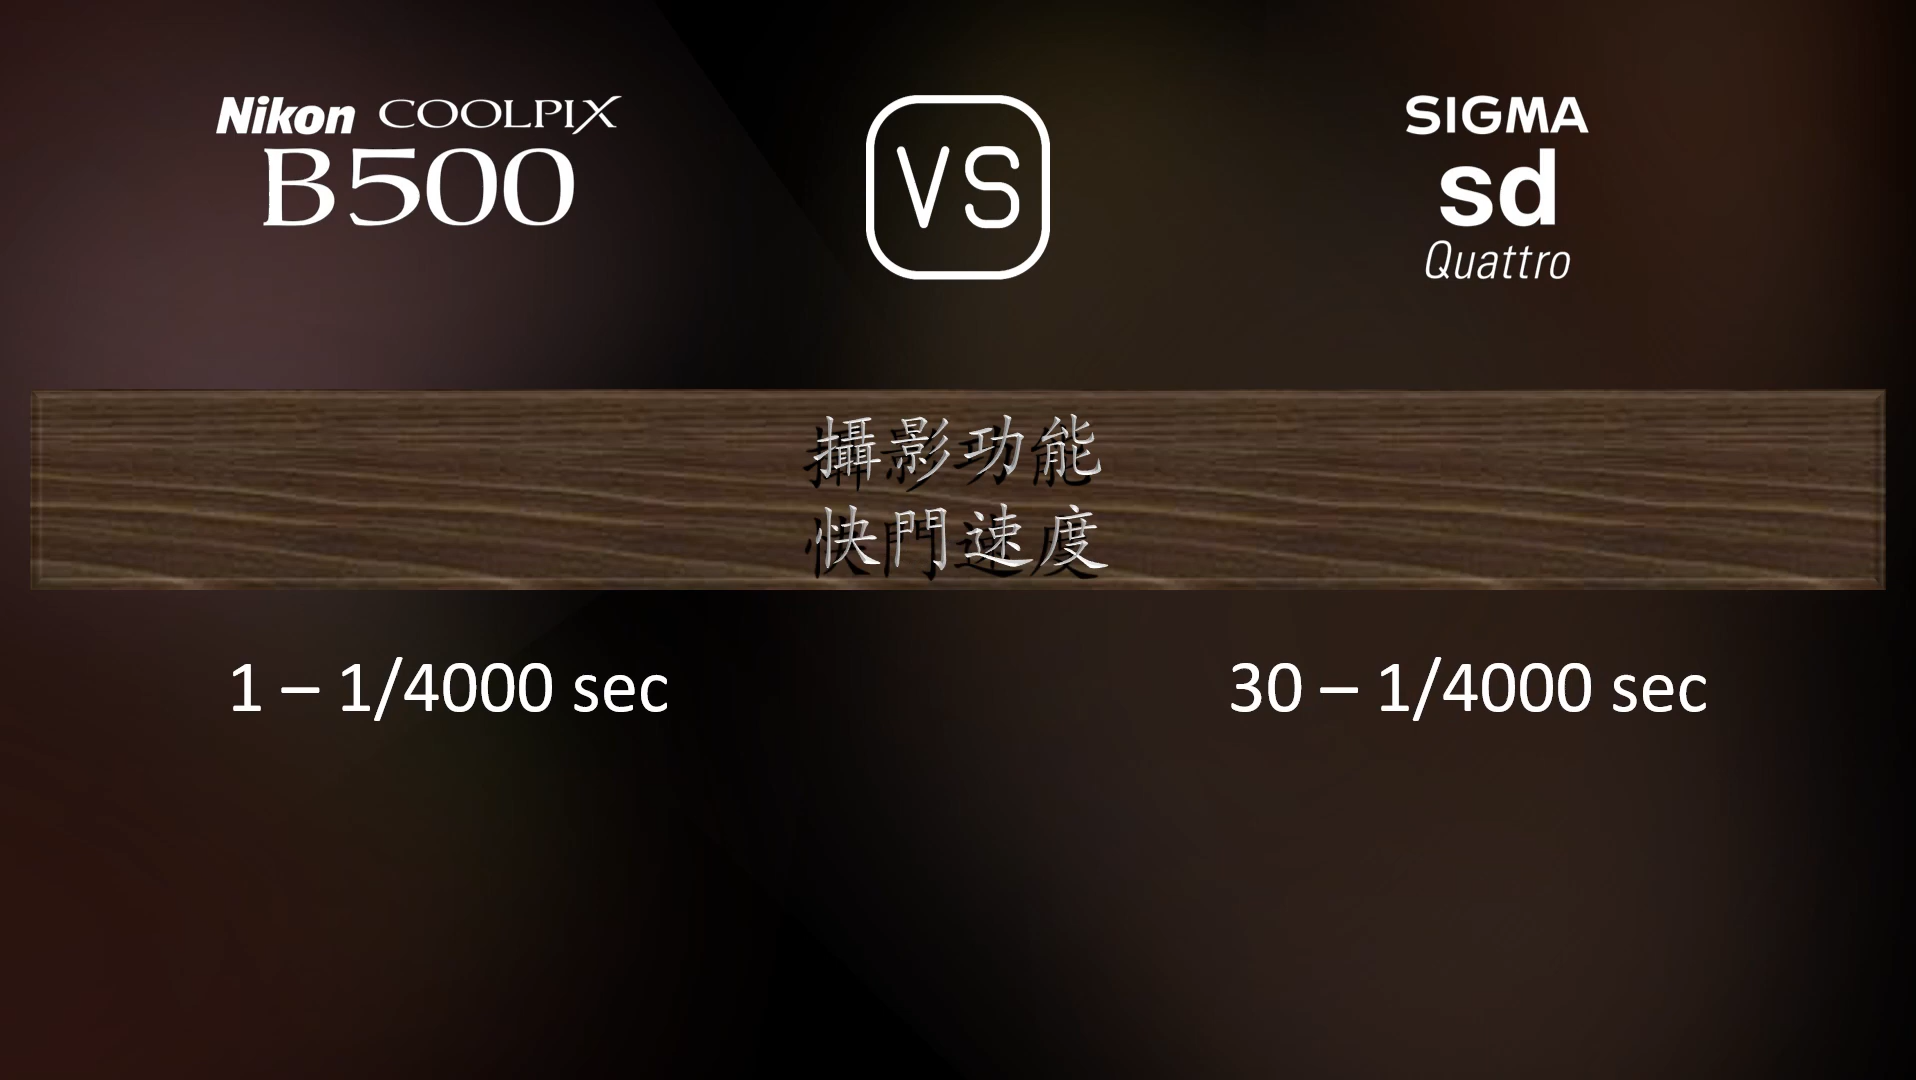 Nikon COOLPIX
B500
VS
SIGMA
sd
Quattro
攝影功能
快門速度
1 – 1/4000 sec
30 – 1/4000 sec